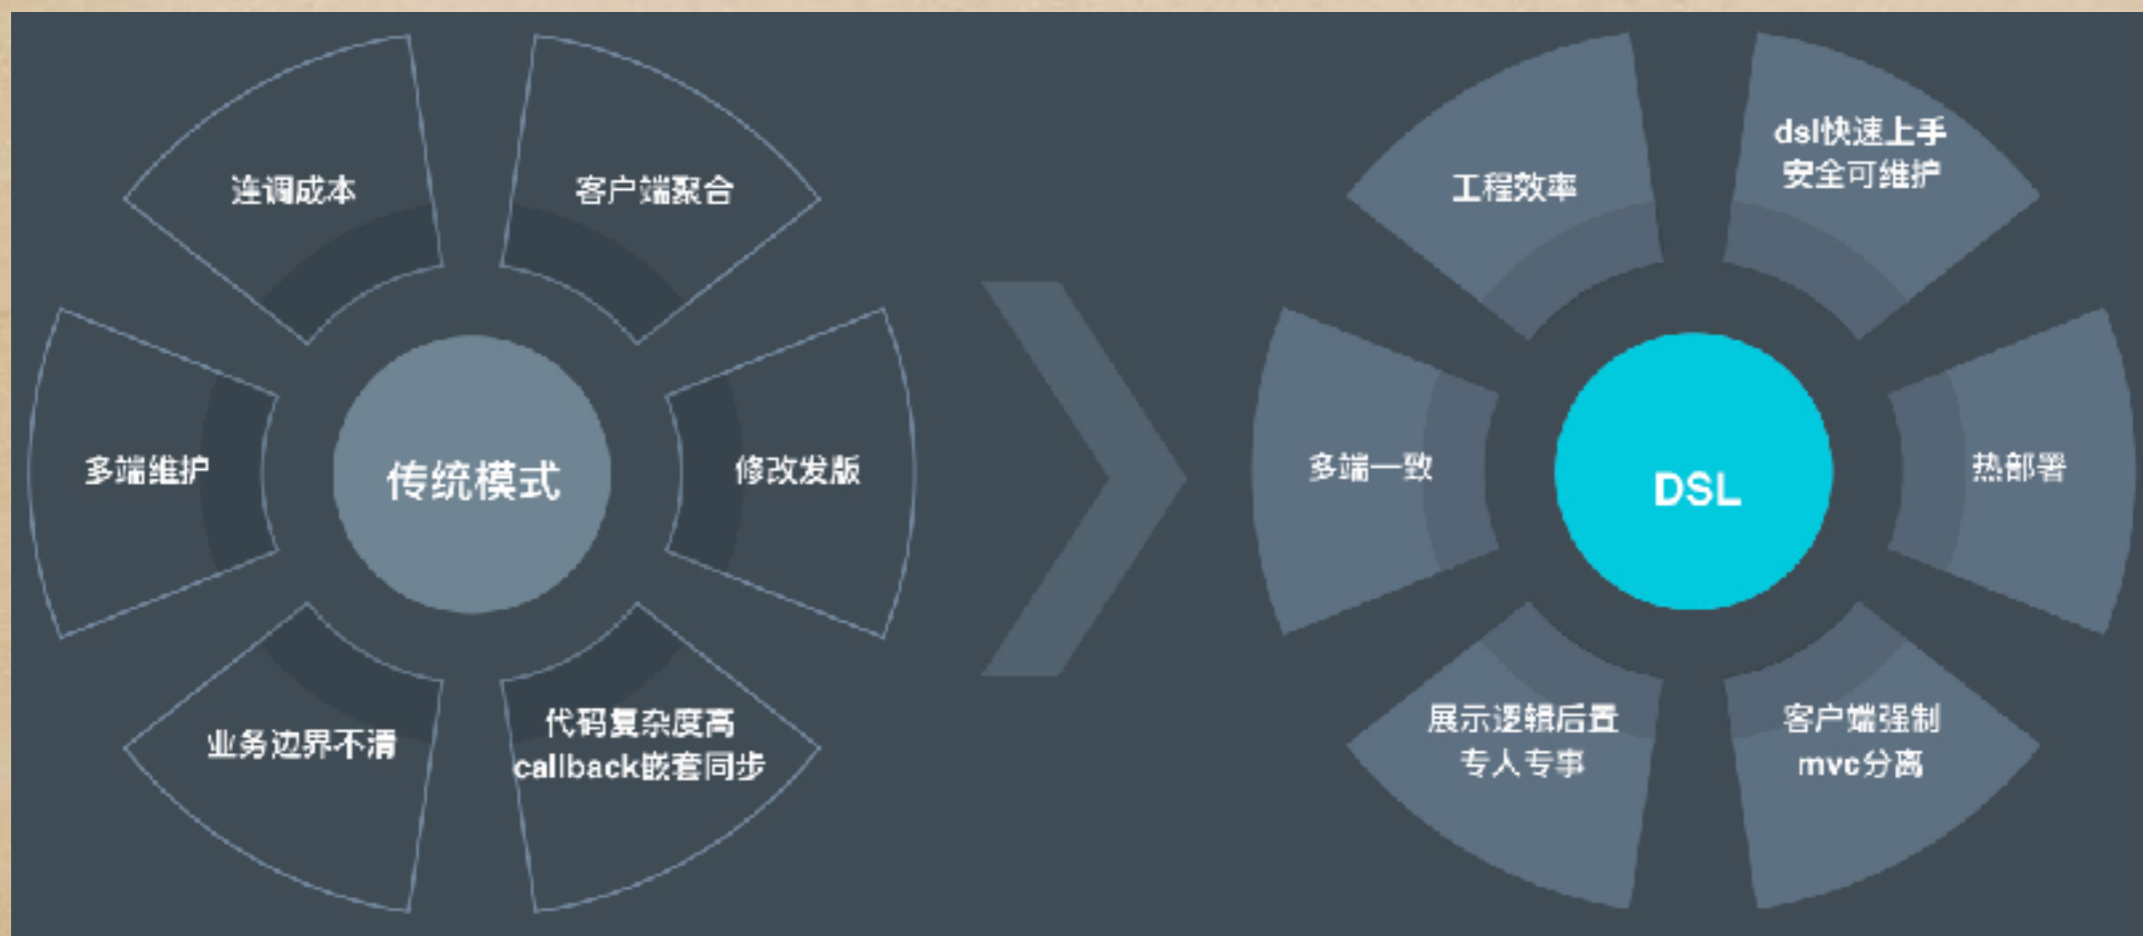 连调成本
客户端聚合
多端维护
传统模式
修改发版
业务边界不清
代码复杂度高
callback嵌套同步
工程效率
dsl快速上手
安全可维护
多端一致
DSL
热部署
展示逻辑后置
专人专事
客户端强制
mvc分离